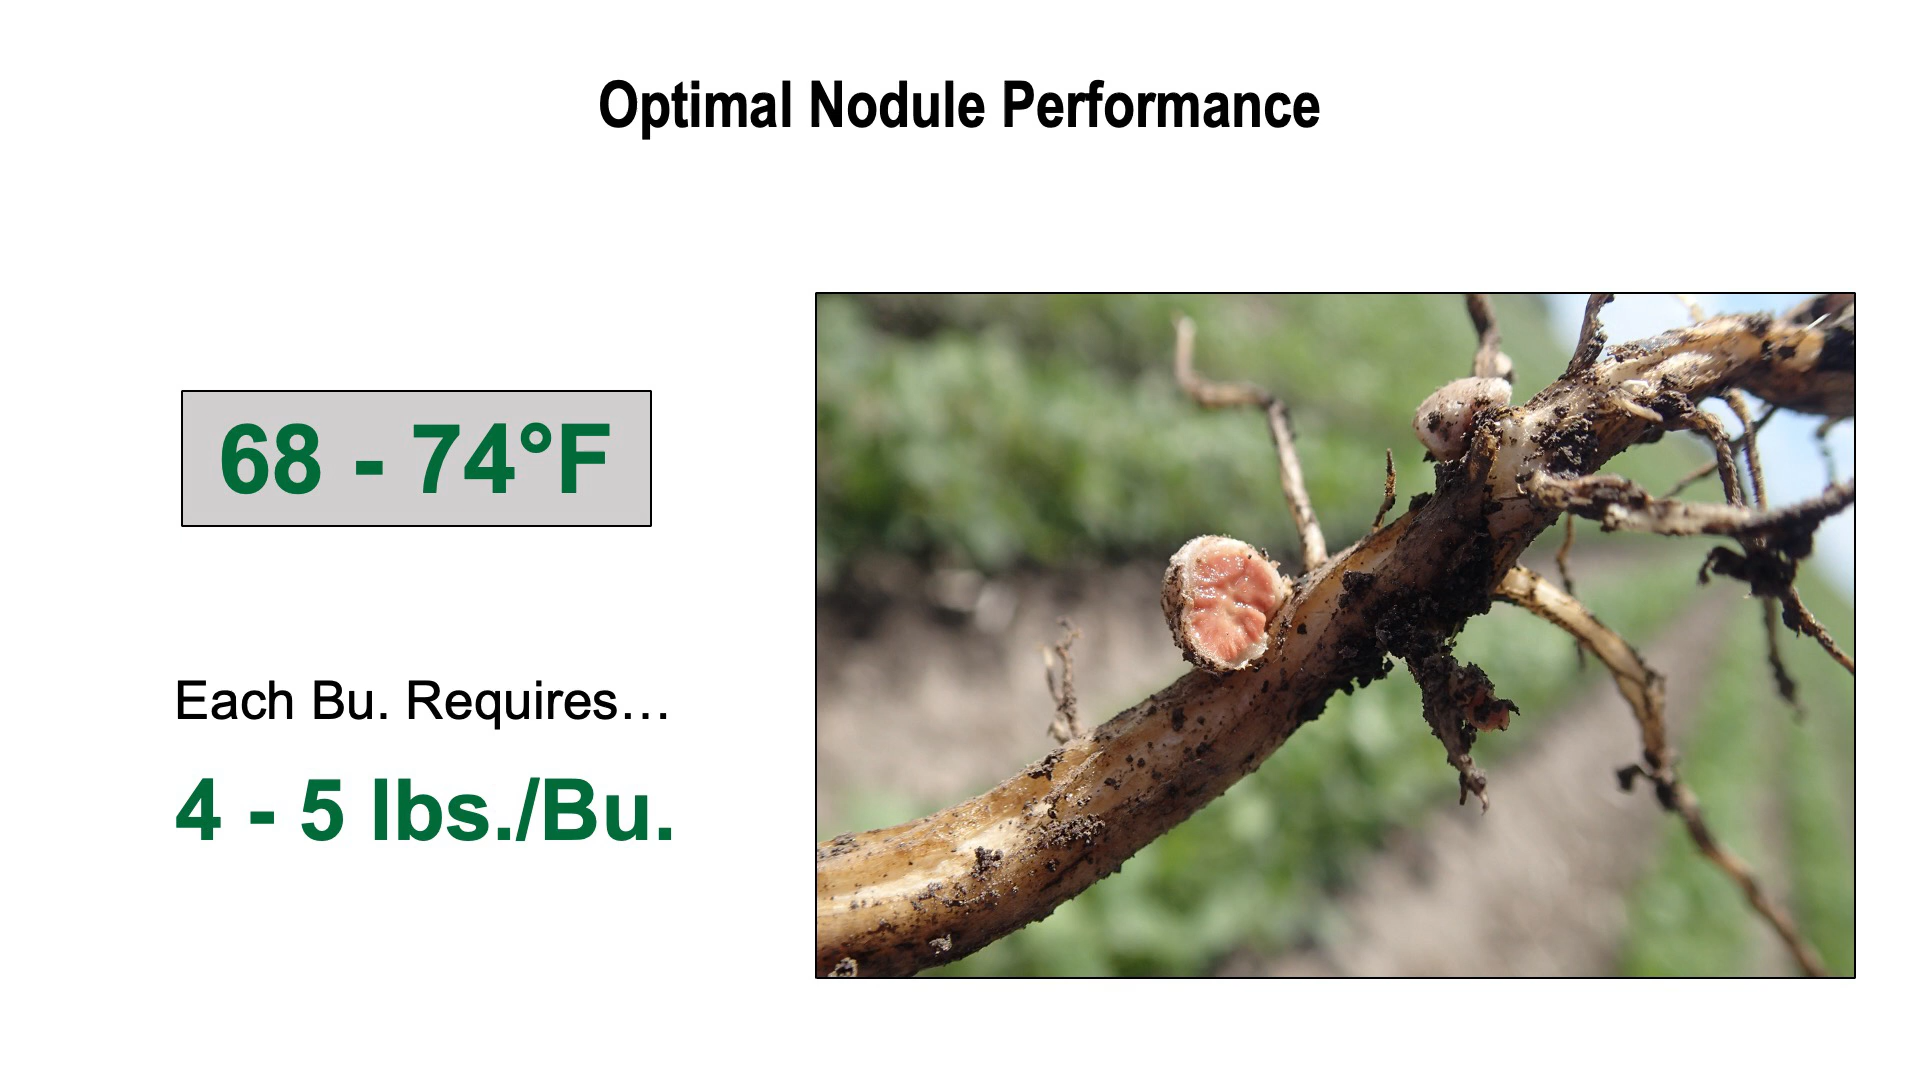 Optimal Nodule Performance
68 - 74°F
Each Bu. Requires…
4 - 5 lbs./Bu.